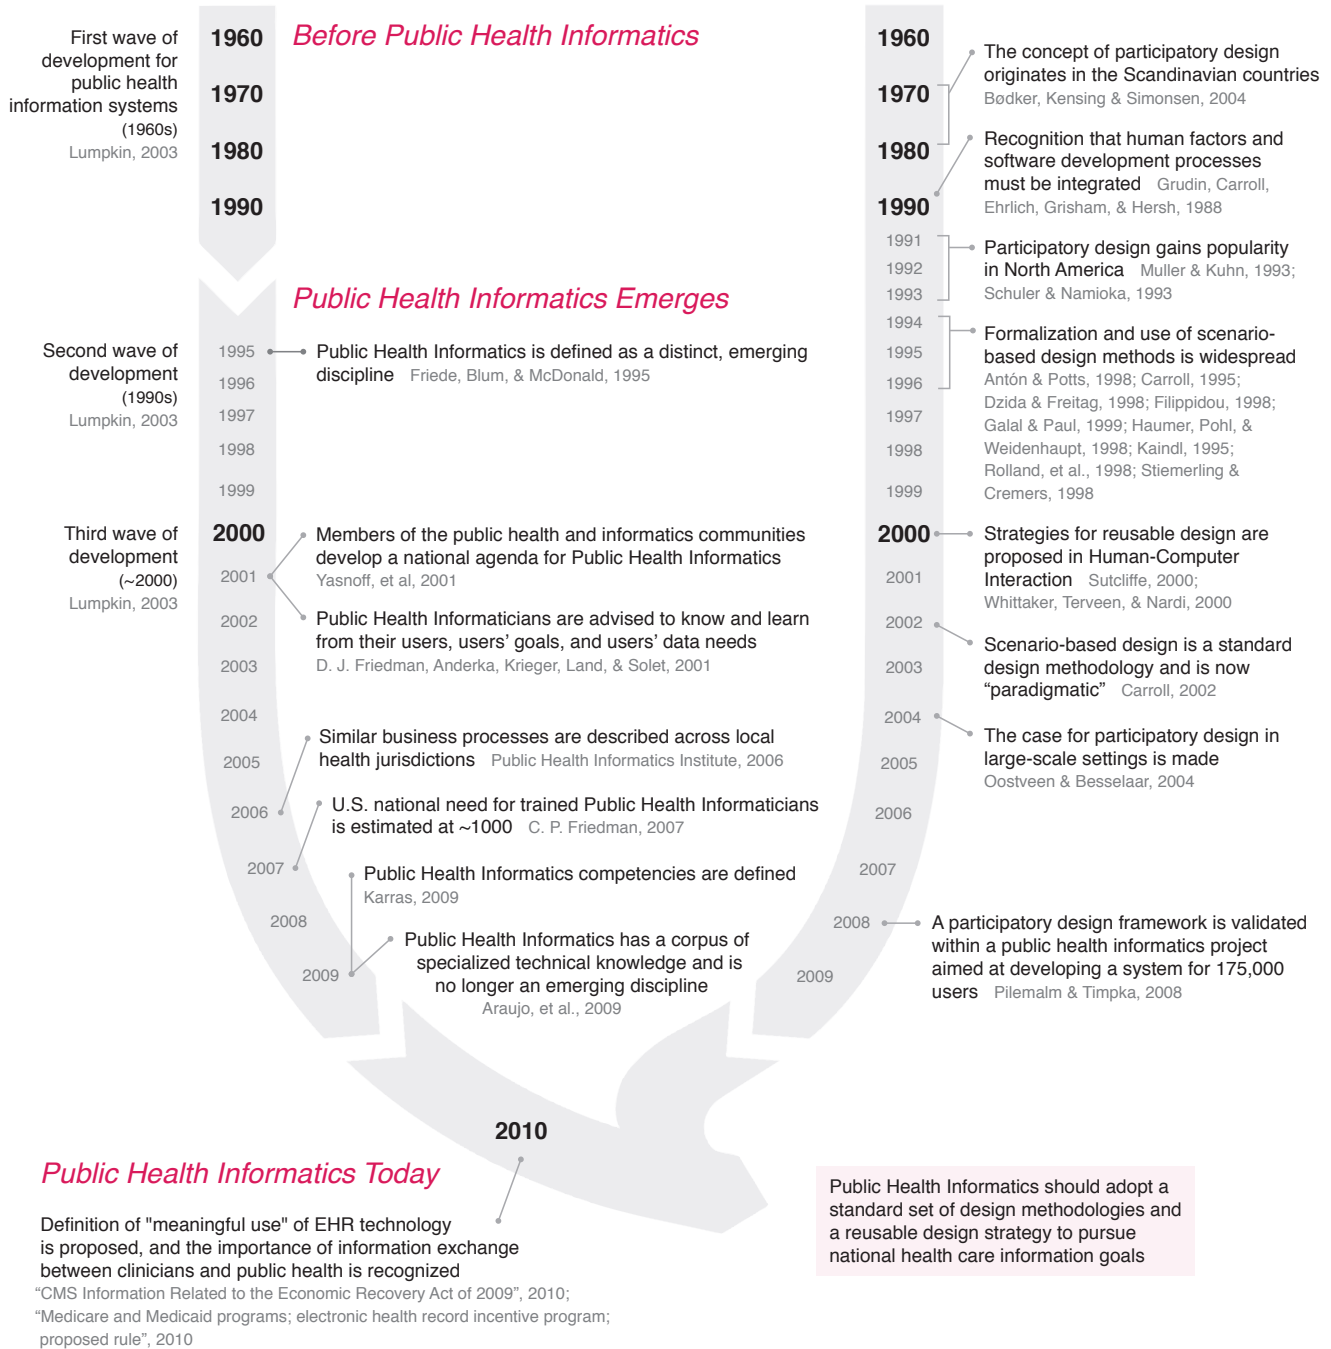 First wave of
development for
public health
information systems
(1960s)
Lumpkin, 2003
1960
1970
1980
1990
Before Public Health Informatics
Public Health Informatics Emerges
Second wave of
development
(1990s)
Lumpkin, 2003
1995
1996
1997
1998
1999
Public Health Informatics is defined as a distinct, emerging
discipline Friede, Blum, & McDonald, 1995
Third wave of
development
(~2000)
Lumpkin, 2003
2000
2001
2002
2003
2004
2005
2006
2007
2008
2009
Members of the public health and informatics communities
develop a national agenda for Public Health Informatics
Yasnoff, et al, 2001
Public Health Informaticians are advised to know and learn
from their users, users’ goals, and users’ data needs
D. J. Friedman, Anderka, Krieger, Land, & Solet, 2001
Similar business processes are described across local
health jurisdictions Public Health Informatics Institute, 2006
U.S. national need for trained Public Health Informaticians
is estimated at ~1000 C. P. Friedman, 2007
Public Health Informatics competencies are defined
Karras, 2009
Public Health Informatics has a corpus of
specialized technical knowledge and is
no longer an emerging discipline
Araujo, et al., 2009
1960
1970
1980
1990
1991
1992
1993
1994
1995
1996
1997
1998
1999
2000
2001
2002
2003
2004
2005
2006
2007
2008
2009
The concept of participatory design
originates in the Scandinavian countries
Bødker, Kensing & Simonsen, 2004
Recognition that human factors and
software development processes
must be integrated Grudin, Carroll,
Ehrlich, Grisham, & Hersh, 1988
Participatory design gains popularity
in North America Muller & Kuhn, 1993;
Schuler & Namioka, 1993
Formalization and use of scenario-
based design methods is widespread
Antón & Potts, 1998; Carroll, 1995;
Dzida & Freitag, 1998; Filippidou, 1998;
Galal & Paul, 1999; Haumer, Pohl, &
Weidenhaupt, 1998; Kaindl, 1995;
Rolland, et al., 1998; Stiemerling &
Cremers, 1998
Strategies for reusable design are
proposed in Human-Computer
Interaction Sutcliffe, 2000;
Whittaker, Terveen, & Nardi, 2000
Scenario-based design is a standard
design methodology and is now
“paradigmatic” Carroll, 2002
The case for participatory design in
large-scale settings is made
Oostveen & Besselaar, 2004
A participatory design framework is validated
within a public health informatics project
aimed at developing a system for 175,000
users Pilemalm & Timpka, 2008
2010
Public Health Informatics Today
Definition of "meaningful use" of EHR technology
is proposed, and the importance of information exchange
between clinicians and public health is recognized
“CMS Information Related to the Economic Recovery Act of 2009”, 2010;
“Medicare and Medicaid programs; electronic health record incentive program;
proposed rule”, 2010
Public Health Informatics should adopt a
standard set of design methodologies and
a reusable design strategy to pursue
national health care information goals